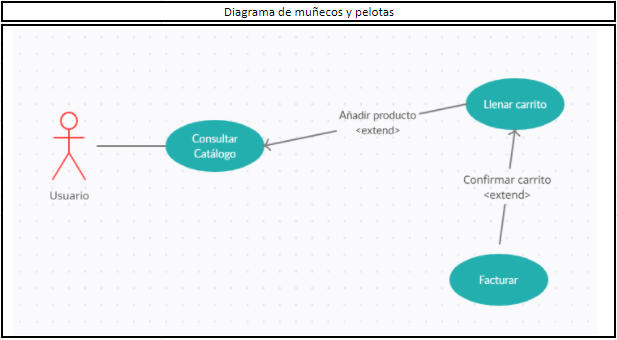 Diagrama de muñecos y pelotas
Llenar carrito
Añadir producto
<extend>
Consultar
Catálogo
Confirmar carrito
<extend>
Usuario
Facturar